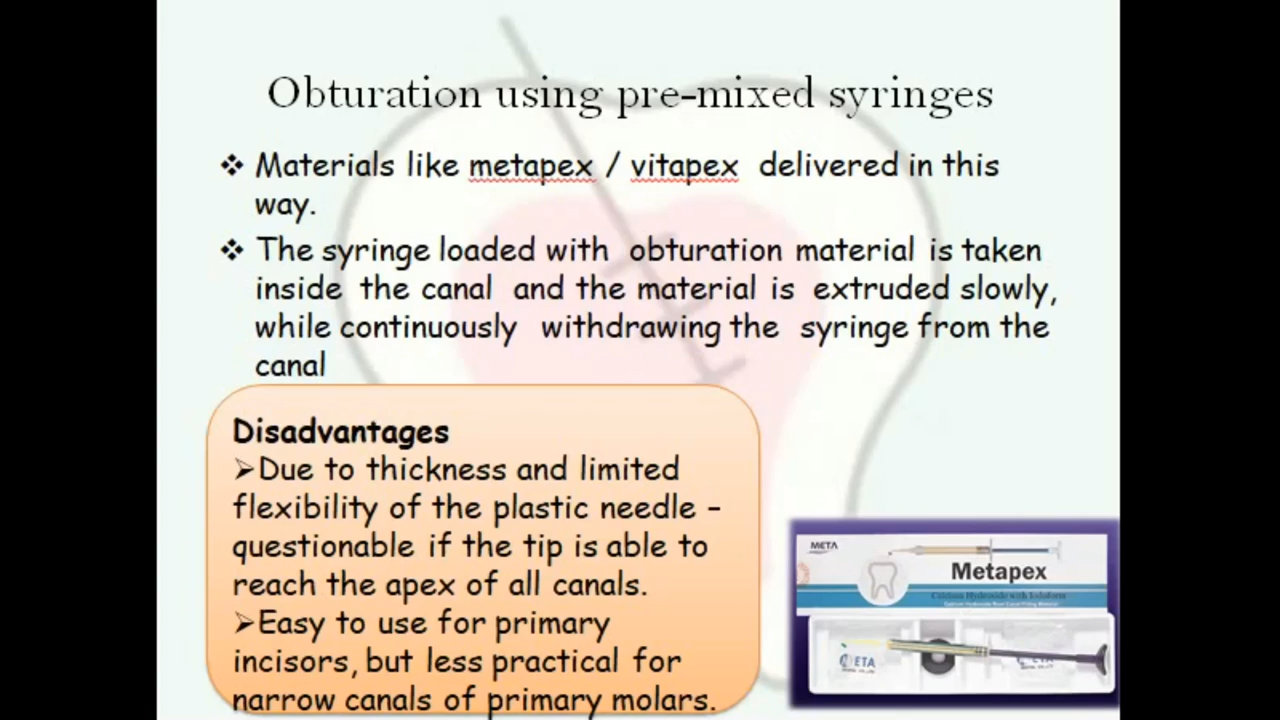 Obturation using pre-mixed syringes
❖ Materials like metapex / vitapex delivered in this
way.
❖ The syringe loaded with obturation material is taken
inside the canal and the material is extruded slowly,
while continuously withdrawing the syringe from the
canal
Disadvantages
➢Due to thickness and limited
flexibility of the plastic needle –
questionable if the tip is able to
reach the apex of all canals.
➢Easy to use for primary
incisors, but less practical for
narrow canals of primary molars.
META
Metapex
Calcium Hydroxide with Iodoform
META